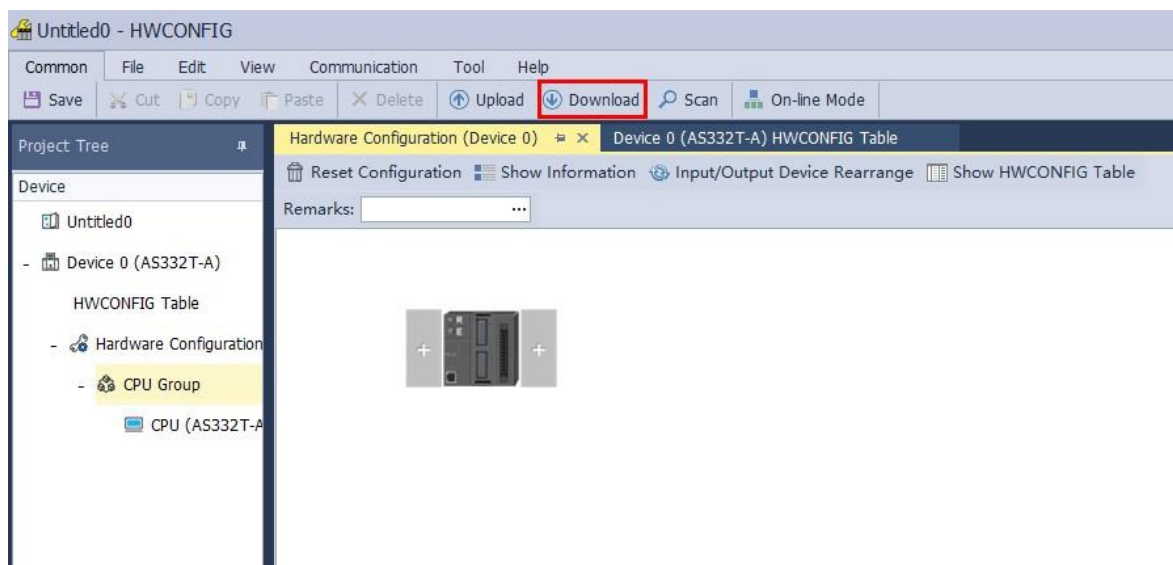 Untitled0 - HWCONFIG
Common File Edit View Communication Tool Help
Save Cut Copy Paste Delete Upload Download Scan On-line Mode
Project Tree
Hardware Configuration (Device 0) Device 0 (AS332T-A) HWCONFIG Table
Reset Configuration Show Information Input/Output Device Rearrange Show HWCONFIG Table
Device
Remarks: ...
Untitled0
- Device 0 (AS332T-A)
HWCONFIG Table
- Hardware Configuration
- CPU Group
CPU (AS332T-A
+ +